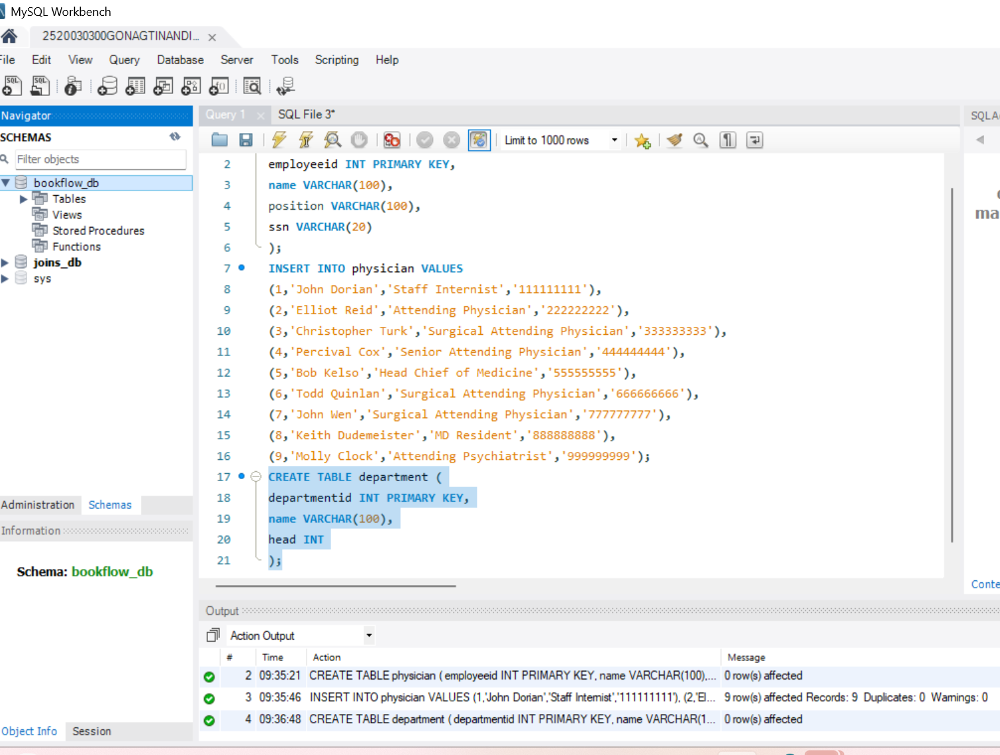 MySQL Workbench
2520030300GONAGTINANDI...
File Edit View Query Database Server Tools Scripting Help
Navigator
SCHEMAS
Filter objects
bookflow_db
Tables
Views
Stored Procedures
Functions
joins_db
sys
Administration Schemas
Information
Schema: bookflow_db
Object Info Session
Query 1 SQL File 3*
Limit to 1000 rows
2 employeeid INT PRIMARY KEY,
3 name VARCHAR(100),
4 position VARCHAR(100),
5 ssn VARCHAR(20)
6 );
7 INSERT INTO physician VALUES
8 (1,'John Dorian','Staff Internist','111111111'),
9 (2,'Elliot Reid','Attending Physician','222222222'),
10 (3,'Christopher Turk','Surgical Attending Physician','333333333'),
11 (4,'Percival Cox','Senior Attending Physician','444444444'),
12 (5,'Bob Kelso','Head Chief of Medicine','555555555'),
13 (6,'Todd Quinlan','Surgical Attending Physician','666666666'),
14 (7,'John Wen','Surgical Attending Physician','777777777'),
15 (8,'Keith Dudemeister','MD Resident','888888888'),
16 (9,'Molly Clock','Attending Psychiatrist','999999999');
17 CREATE TABLE department (
18 departmentid INT PRIMARY KEY,
19 name VARCHAR(100),
20 head INT
21 );
Output
Action Output
# Time Action Message
2 09:35:21 CREATE TABLE physician ( employeeid INT PRIMARY KEY, name VARCHAR(100),... 0 row(s) affected
3 09:35:46 INSERT INTO physician VALUES (1,'John Dorian','Staff Internist','111111111'), (2,'El... 9 row(s) affected Records: 9 Duplicates: 0 Warnings: 0
4 09:36:48 CREATE TABLE department ( departmentid INT PRIMARY KEY, name VARCHAR(1... 0 row(s) affected